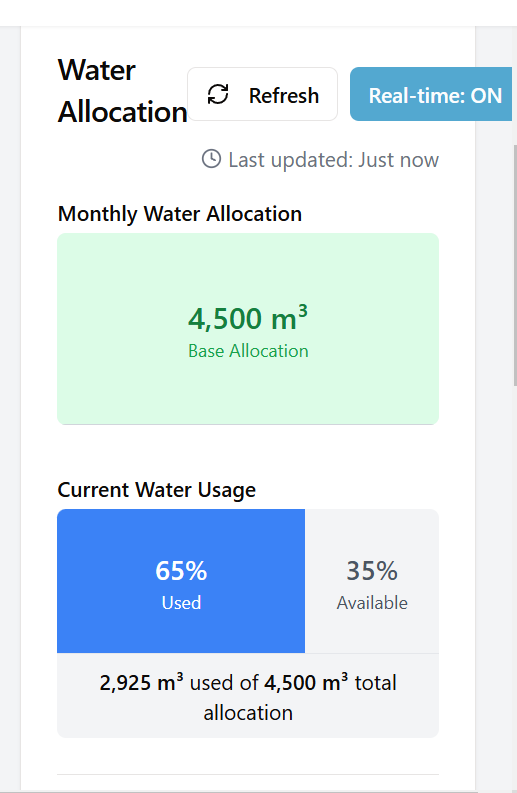 Water
Allocation
Refresh
Real-time: ON
Last updated: Just now
Monthly Water Allocation
4,500 m³
Base Allocation
Current Water Usage
65%
Used
35%
Available
2,925 m³ used of 4,500 m³ total
allocation